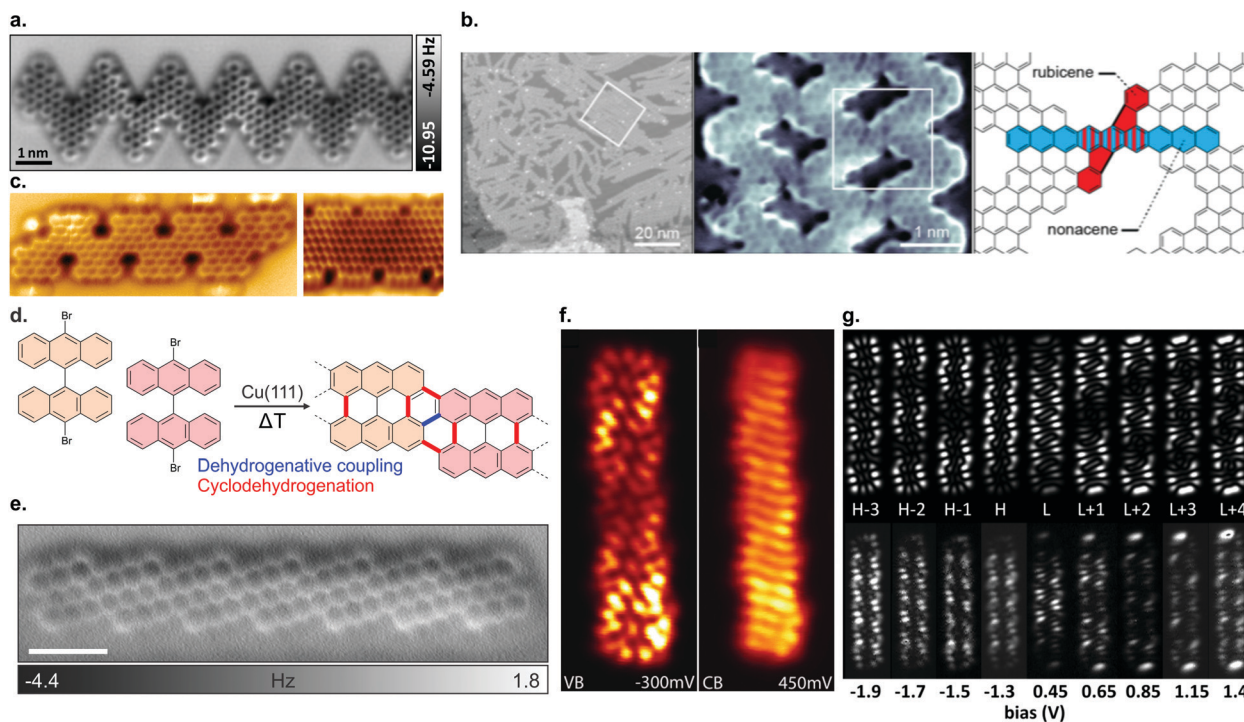 a.
-4.59 Hz
-10.95
1 nm
b.
20 nm
1 nm
rubicene
nonacene
c.
d.
Br
Br
Br
Br
Cu(111)
ΔT
Dehydrogenative coupling
Cyclodehydrogenation
e.
-4.4
Hz
1.8
f.
VB
-300mV
CB
450mV
g.
H-3
H-2
H-1
H
L
L+1
L+2
L+3
L+4
-1.9
-1.7
-1.5
-1.3
0.45
0.65
0.85
1.15
1.4
bias (V)